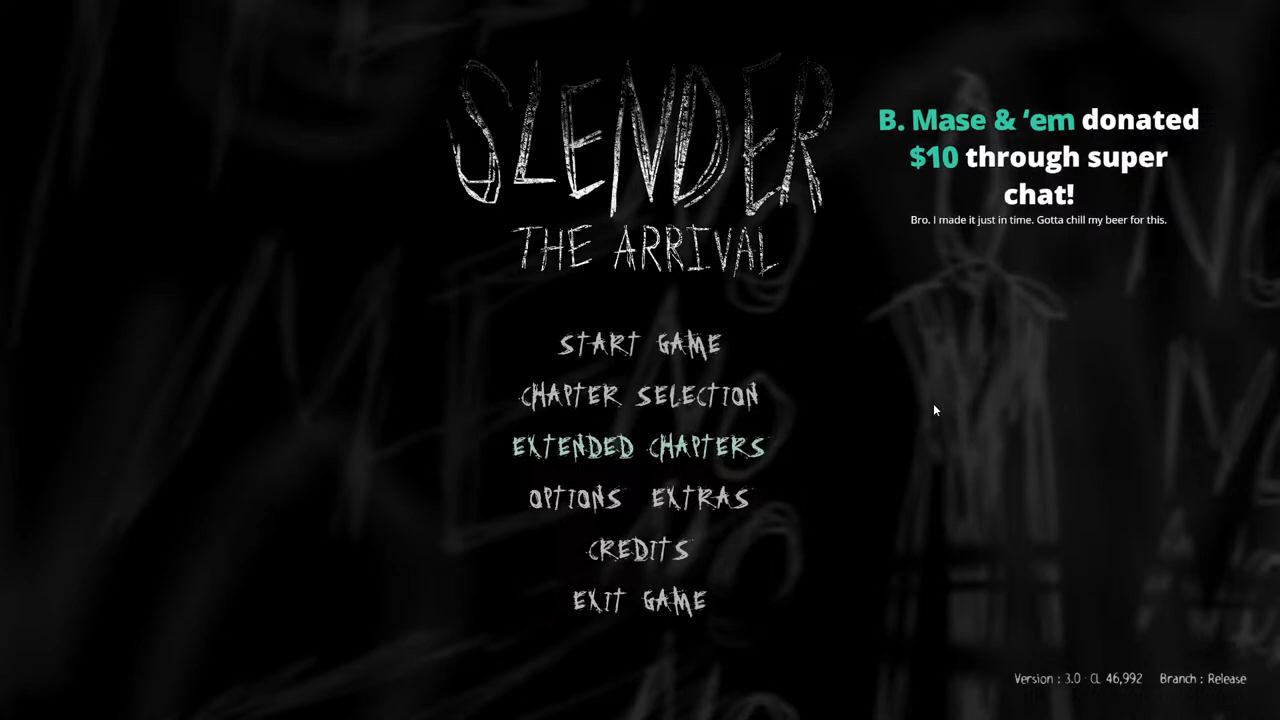 SLENDER
THE ARRIVAL
B. Mase & ‘em donated
$10 through super
chat!
Bro. I made it just in time. Gotta chill my beer for this.
START GAME
CHAPTER SELECTION
EXTENDED CHAPTERS
OPTIONS EXTRAS
CREDITS
EXIT GAME
Version : 3.0 - CL 46,992 Branch : Release